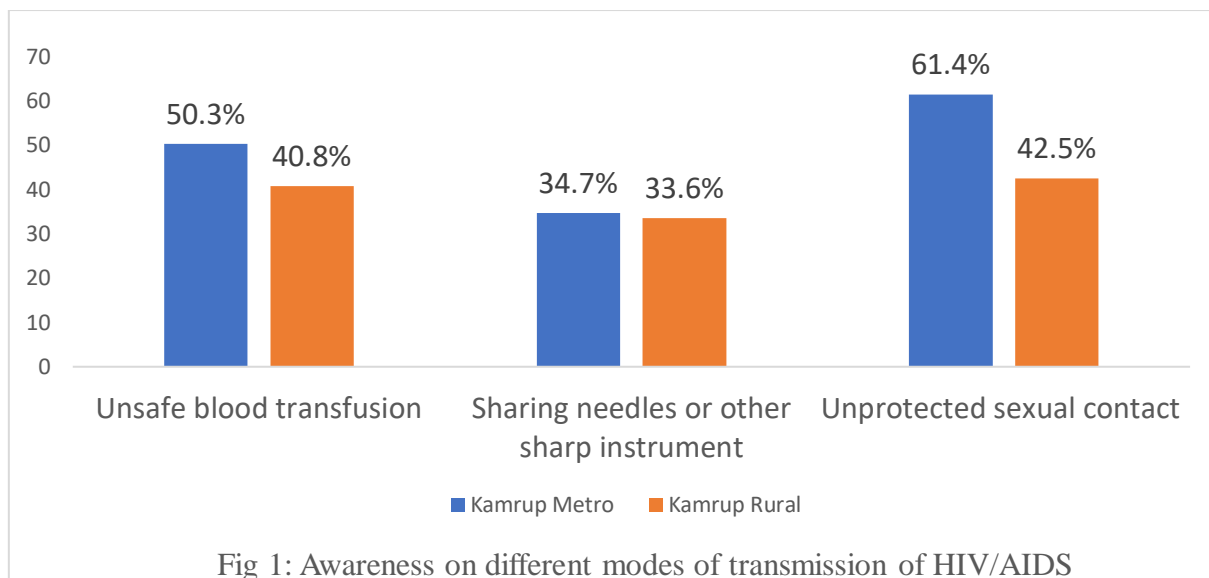 70
60
50
40
30
20
10
0
50.3%
40.8%
34.7%
33.6%
61.4%
42.5%
Unsafe blood transfusion
Sharing needles or other
sharp instrument
Unprotected sexual contact
Kamrup Metro
Kamrup Rural
Fig 1: Awareness on different modes of transmission of HIV/AIDS